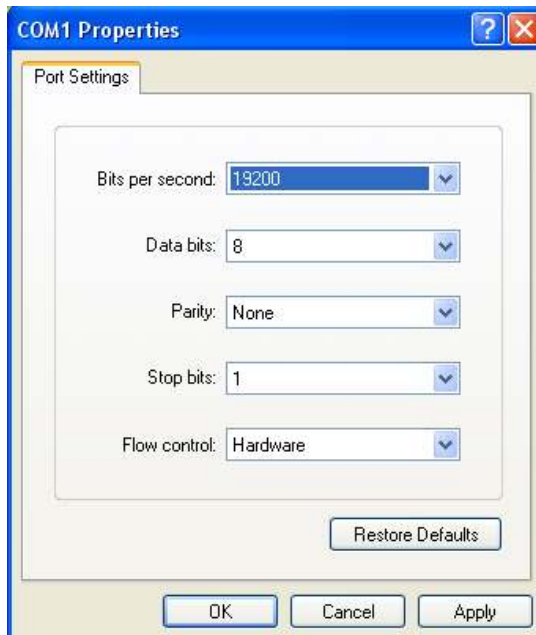 COM1 Properties
Port Settings
Bits per second: 19200
Data bits: 8
Parity: None
Stop bits: 1
Flow control: Hardware
Restore Defaults
OK Cancel Apply